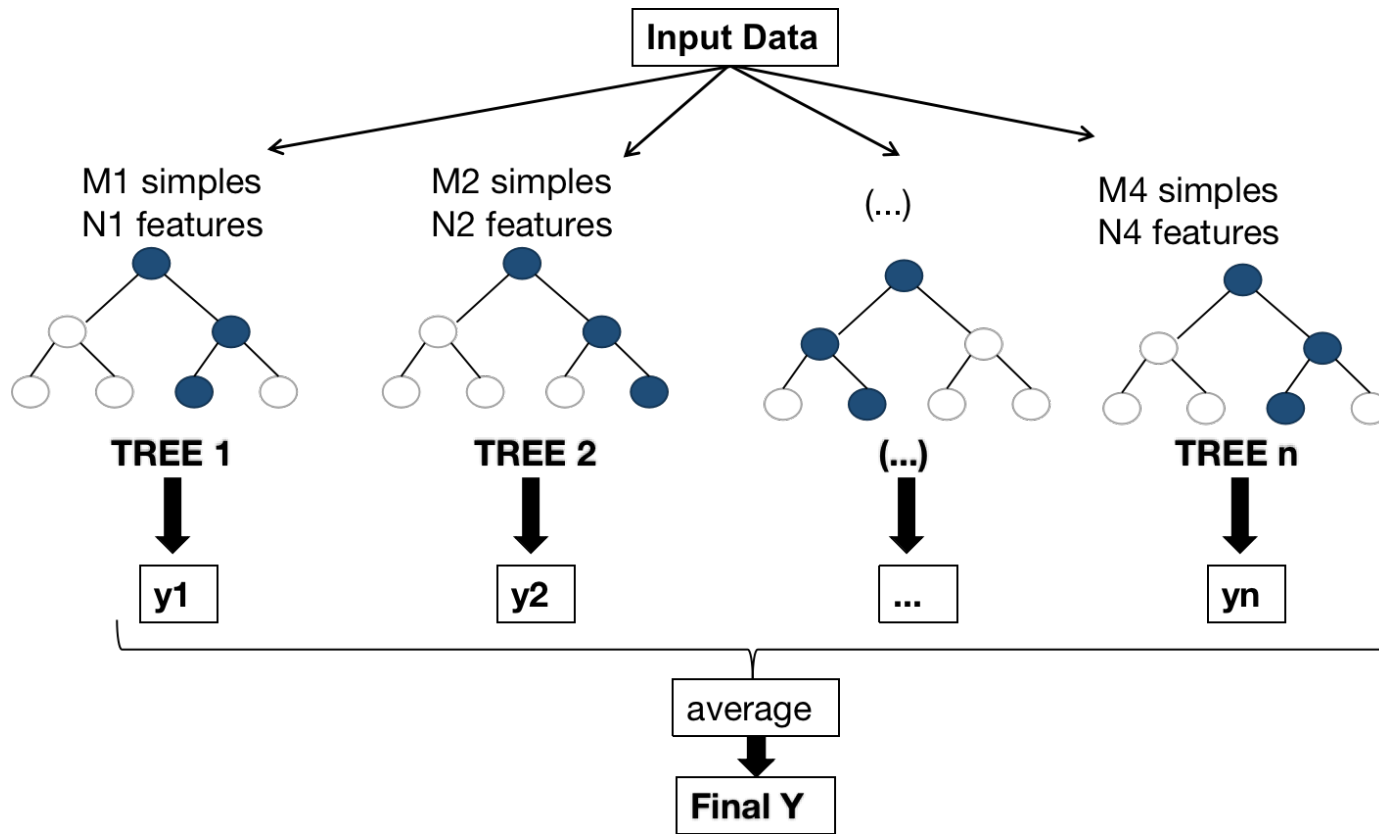 Input Data
M1 simples
N1 features
M2 simples
N2 features
(...)
M4 simples
N4 features
TREE 1
TREE 2
(...)
TREE n
y1
y2
...
yn
average
Final Y